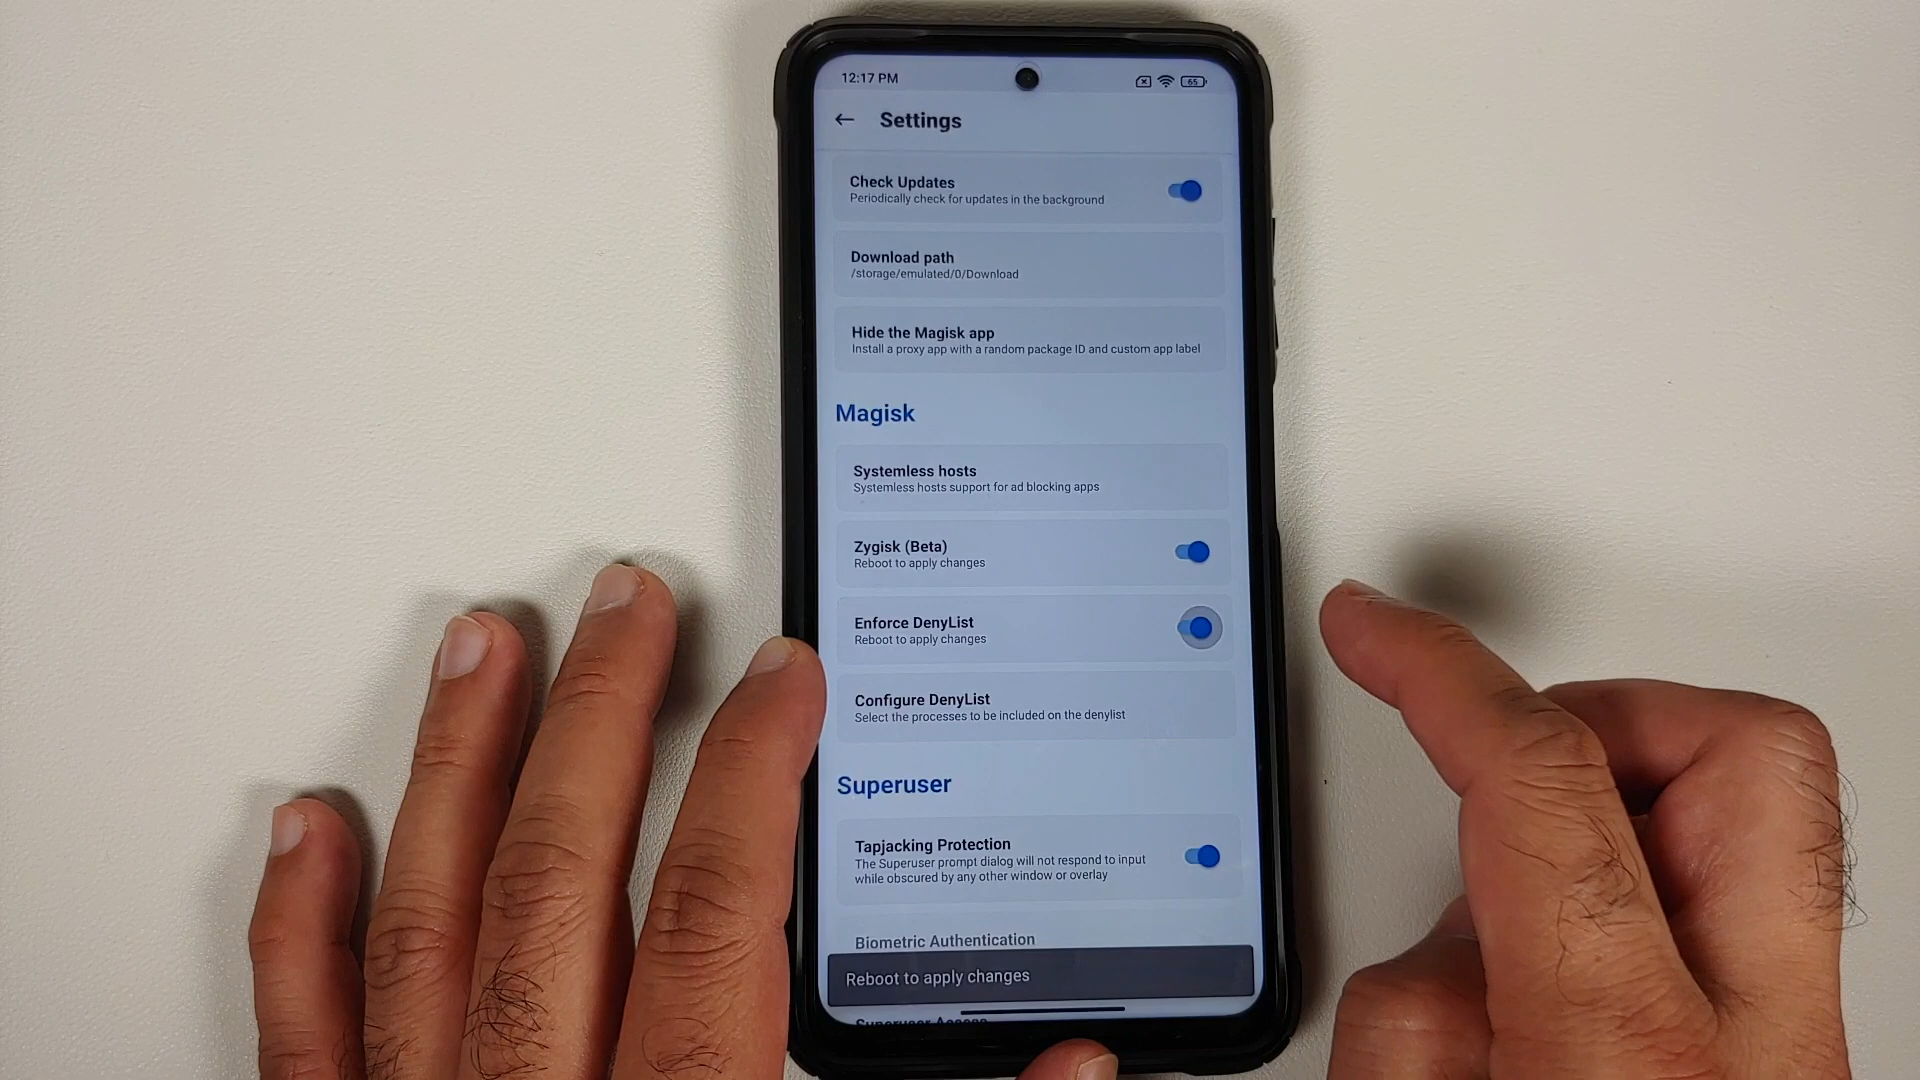 12:17 PM
65
Settings
Check Updates
Periodically check for updates in the background
Download path
/storage/emulated/0/Download
Hide the Magisk app
Install a proxy app with a random package ID and custom app label
Magisk
Systemless hosts
Systemless hosts support for ad blocking apps
Zygisk (Beta)
Reboot to apply changes
Enforce DenyList
Reboot to apply changes
Configure DenyList
Select the processes to be included on the denylist
Superuser
Tapjacking Protection
The Superuser prompt dialog will not respond to input
while obscured by any other window or overlay
Biometric Authentication
Reboot to apply changes
Superuser Access